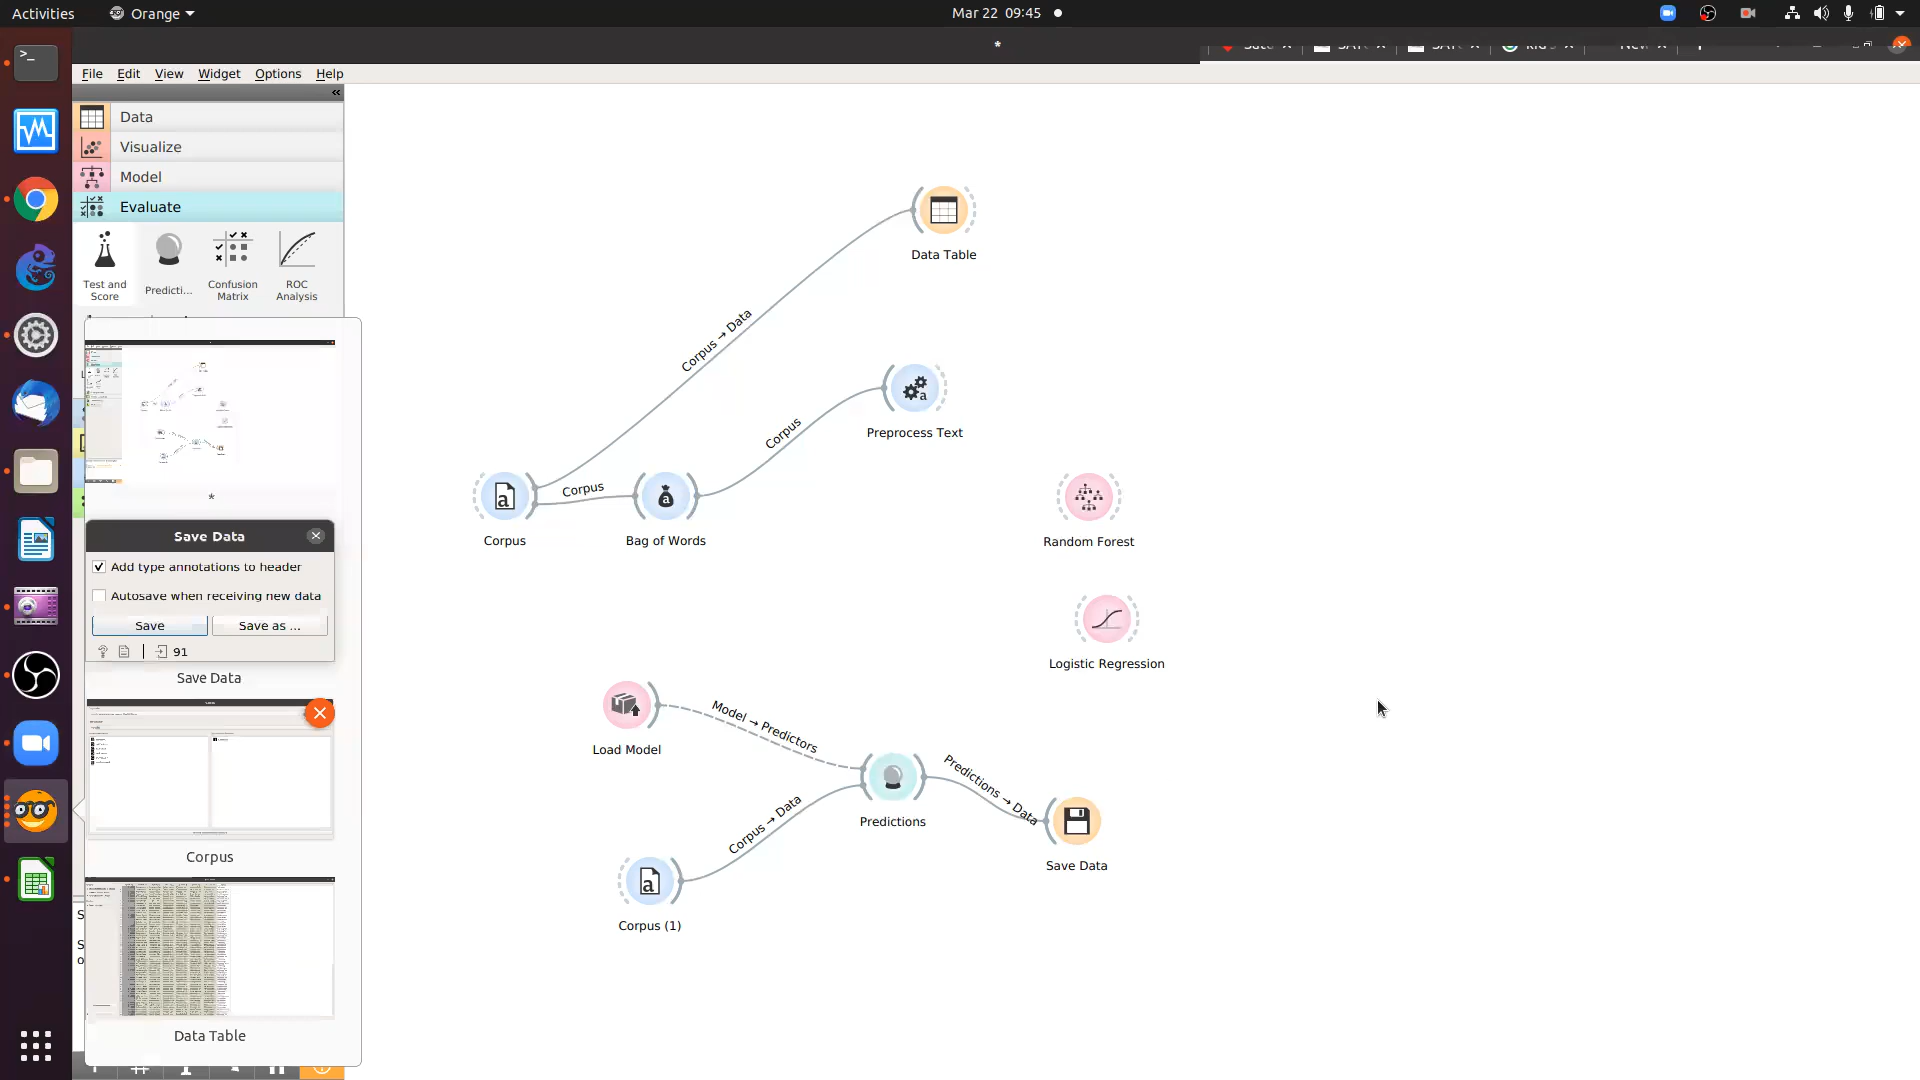 Activities
Orange
Mar 22 09:45
*
File Edit View Widget Options Help
«
Data
Visualize
Model
Evaluate
Test and Score
Predicti...
Confusion Matrix
ROC Analysis
*
Save Data
Add type annotations to header
Autosave when receiving new data
Save
Save as ...
91
Save Data
Corpus
Data Table
Data Table
Corpus → Data
Preprocess Text
Corpus
Corpus
Corpus
Bag of Words
Random Forest
Logistic Regression
Load Model
Model → Predictors
Predictions
Predictions → Data
Save Data
Corpus → Data
Corpus (1)